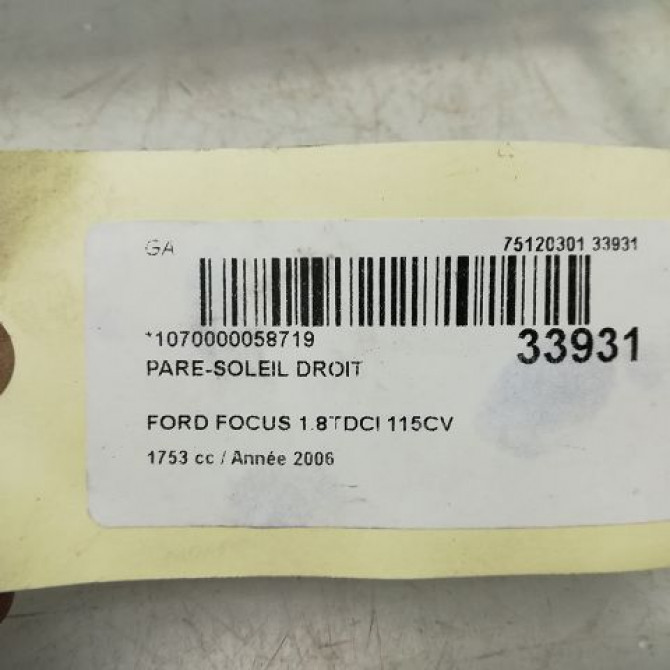 GA 75120301 33931
*1070000058719
33931
PARE-SOLEIL DROIT
FORD FOCUS 1.8TDCI 115CV
1753 cc / Année 2006